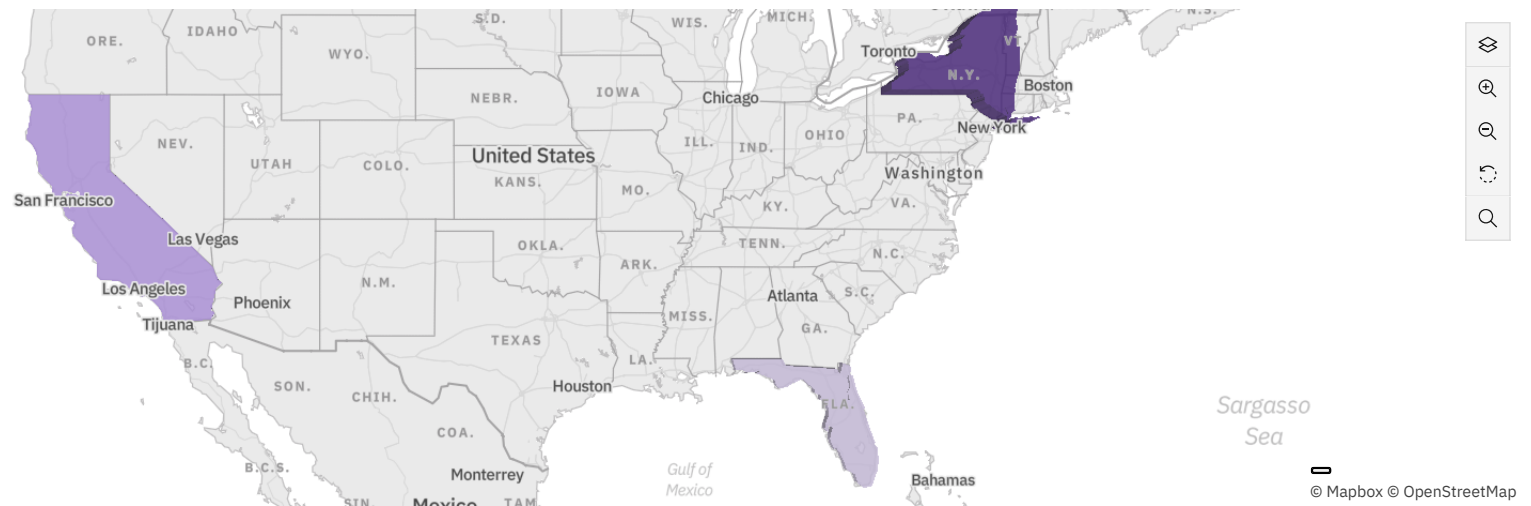 S.D.
WIS.
MICH.
N.S.
ORE.
IDAHO
WYO.
Toronto
VT.
N.Y.
Boston
NEBR.
IOWA
Chicago
PA.
New York
NEV.
UTAH
COLO.
United States
KANS.
MO.
ILL.
IND.
OHIO
Washington
San Francisco
KY.
VA.
Las Vegas
OKLA.
TENN.
N.C.
ARK.
Los Angeles
Phoenix
N.M.
Atlanta
S.C.
Tijuana
MISS.
GA.
TEXAS
LA.
B.C.
SON.
CHIH.
Houston
FLA.
Sargasso
Sea
COA.
B.C.S.
Monterrey
Gulf of
Mexico
Bahamas
SIN.
Mexico
TAM.
© Mapbox © OpenStreetMap